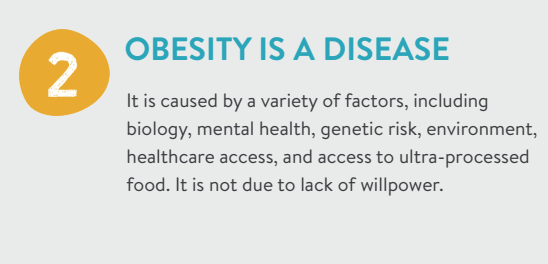 2
OBESITY IS A DISEASE
It is caused by a variety of factors, including
biology, mental health, genetic risk, environment,
healthcare access, and access to ultra-processed
food. It is not due to lack of willpower.